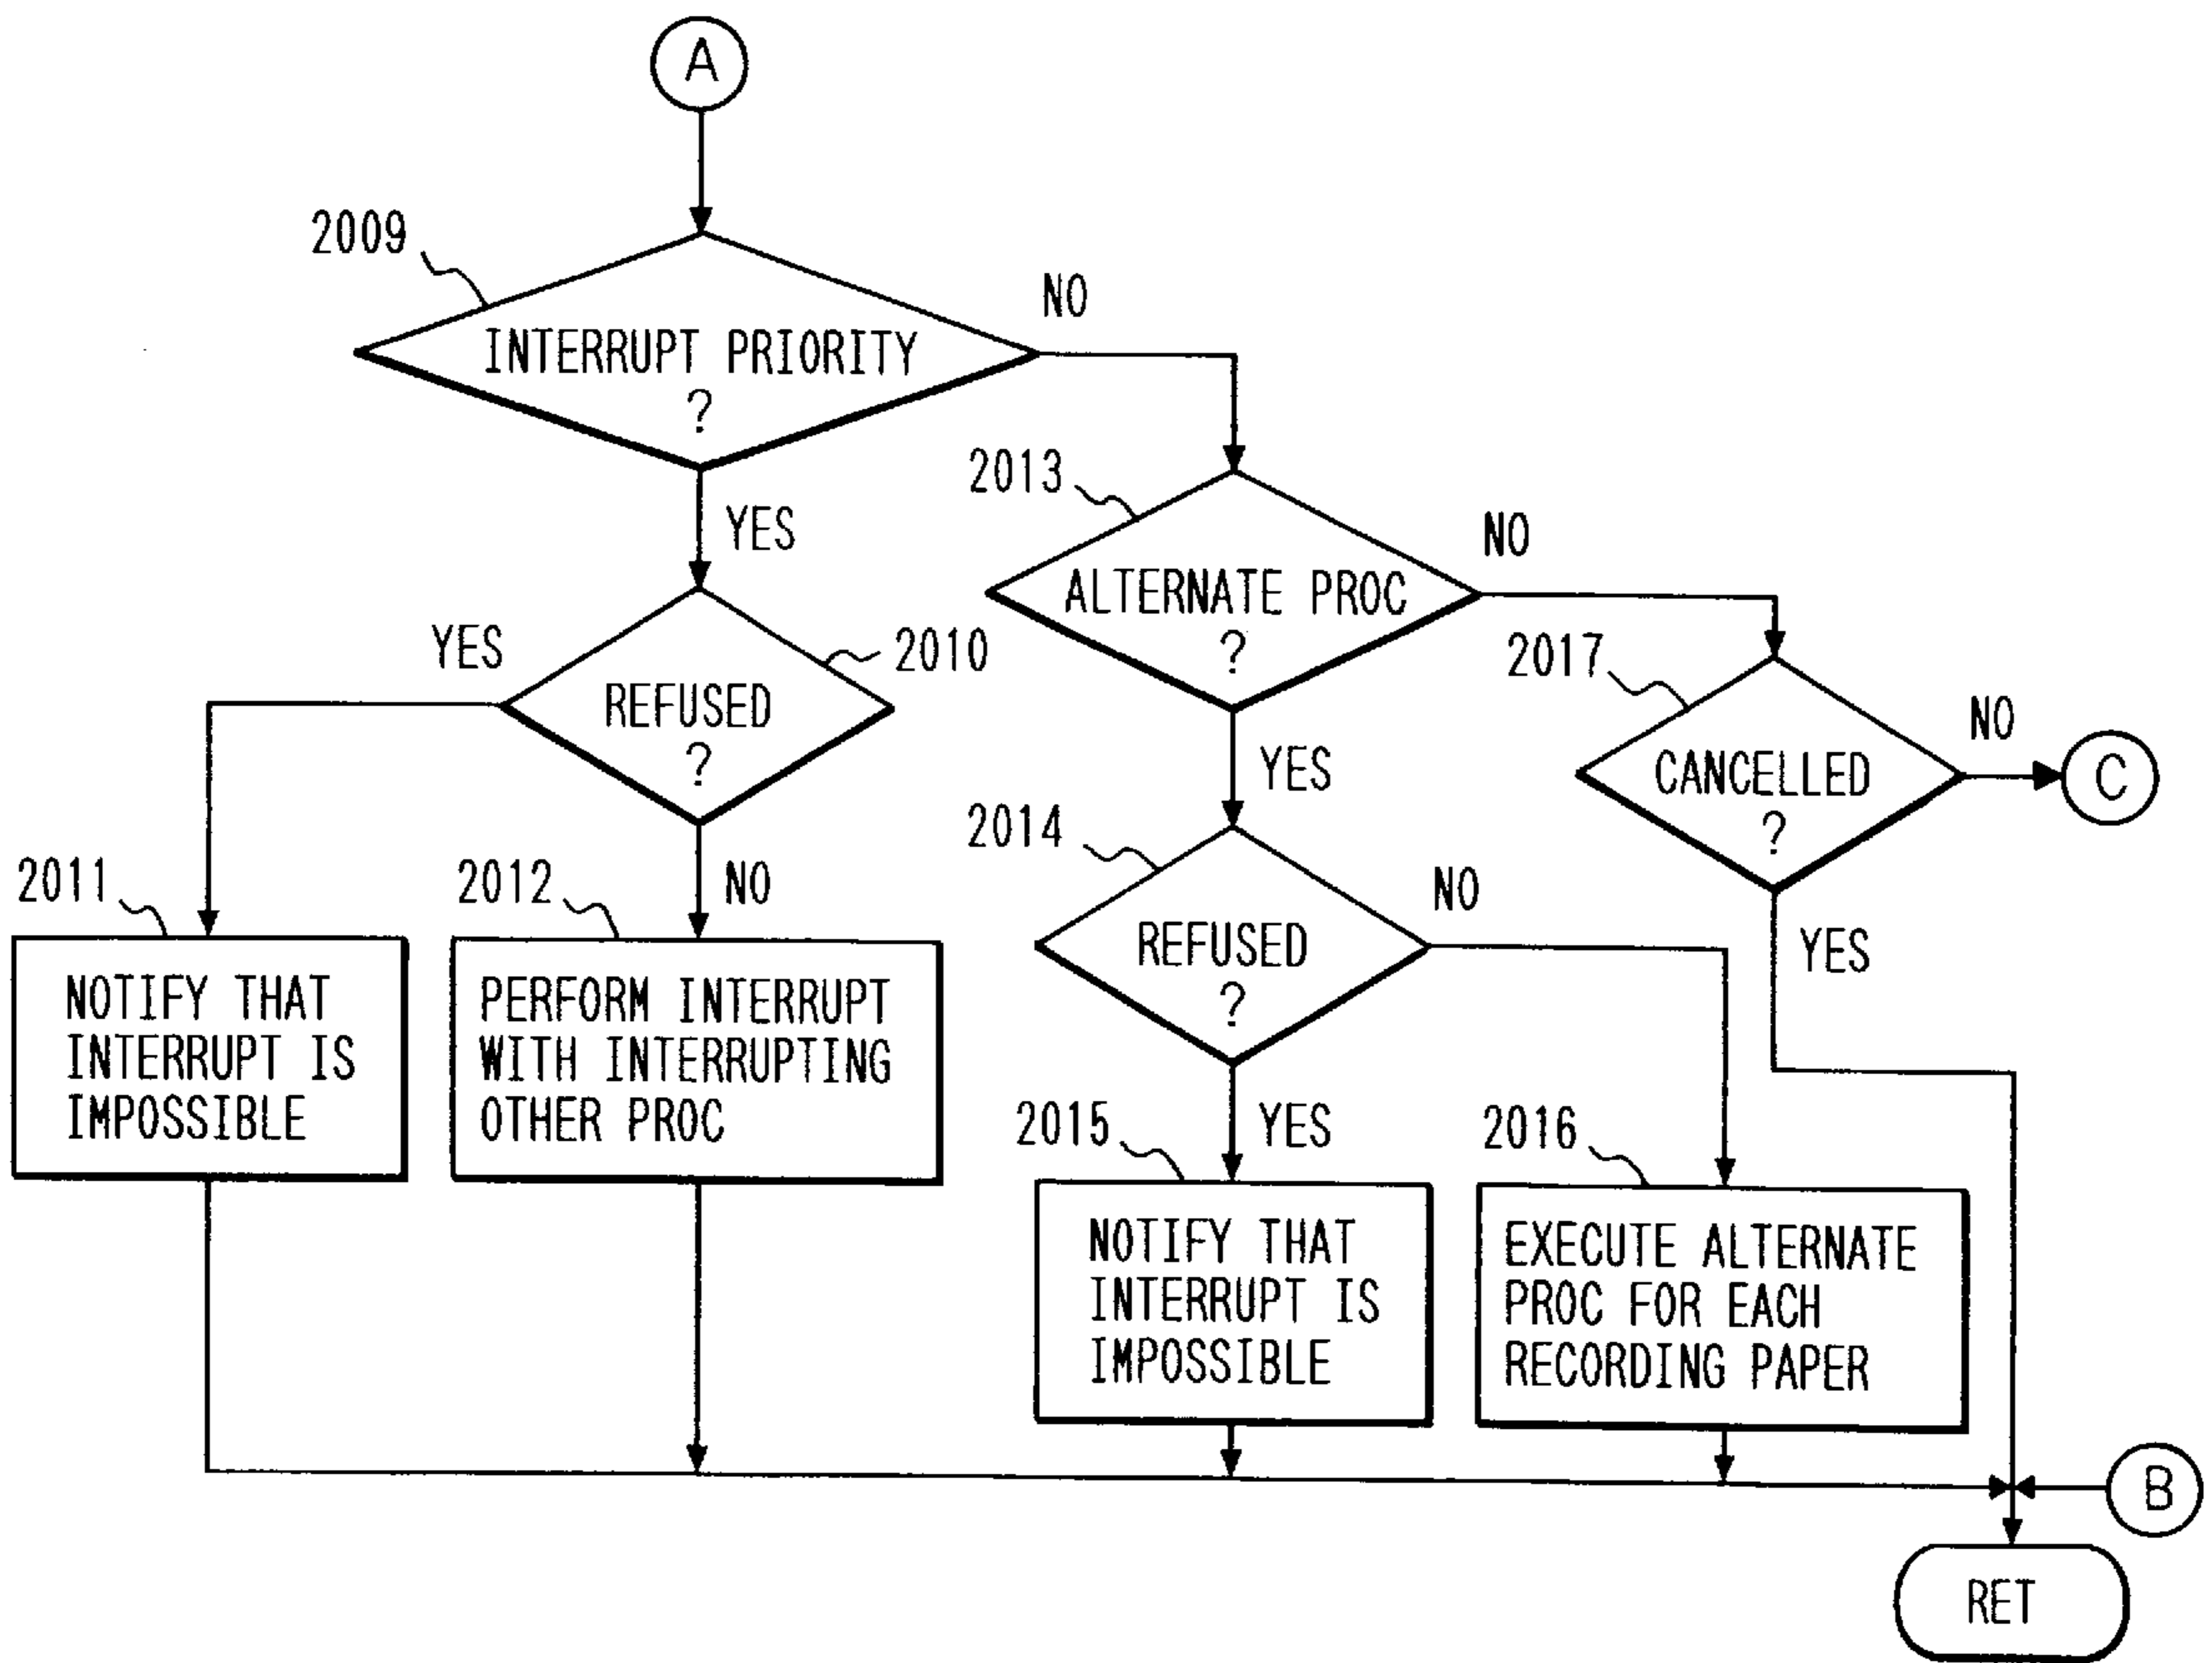 A
2009
INTERRUPT PRIORITY
?
NO
YES
2013
ALTERNATE PROC
?
NO
YES
2010
REFUSED
?
YES
NO
2017
CANCELLED
?
NO
C
YES
2014
REFUSED
?
NO
YES
2011
NOTIFY THAT
INTERRUPT IS
IMPOSSIBLE
2012
PERFORM INTERRUPT
WITH INTERRUPTING
OTHER PROC
2015
NOTIFY THAT
INTERRUPT IS
IMPOSSIBLE
2016
EXECUTE ALTERNATE
PROC FOR EACH
RECORDING PAPER
B
RET